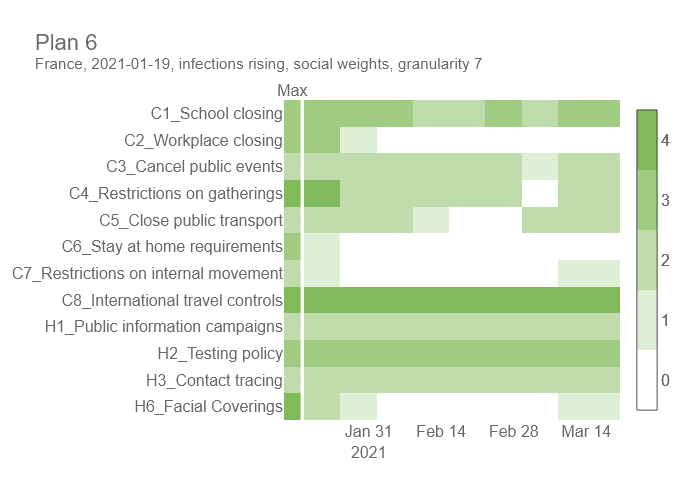 Plan 6
France, 2021-01-19, infections rising, social weights, granularity 7
Max
C1_School closing
C2_Workplace closing
C3_Cancel public events
C4_Restrictions on gatherings
C5_Close public transport
C6_Stay at home requirements
C7_Restrictions on internal movement
C8_International travel controls
H1_Public information campaigns
H2_Testing policy
H3_Contact tracing
H6_Facial Coverings
4
3
2
1
0
Jan 31 Feb 14 Feb 28 Mar 14
2021